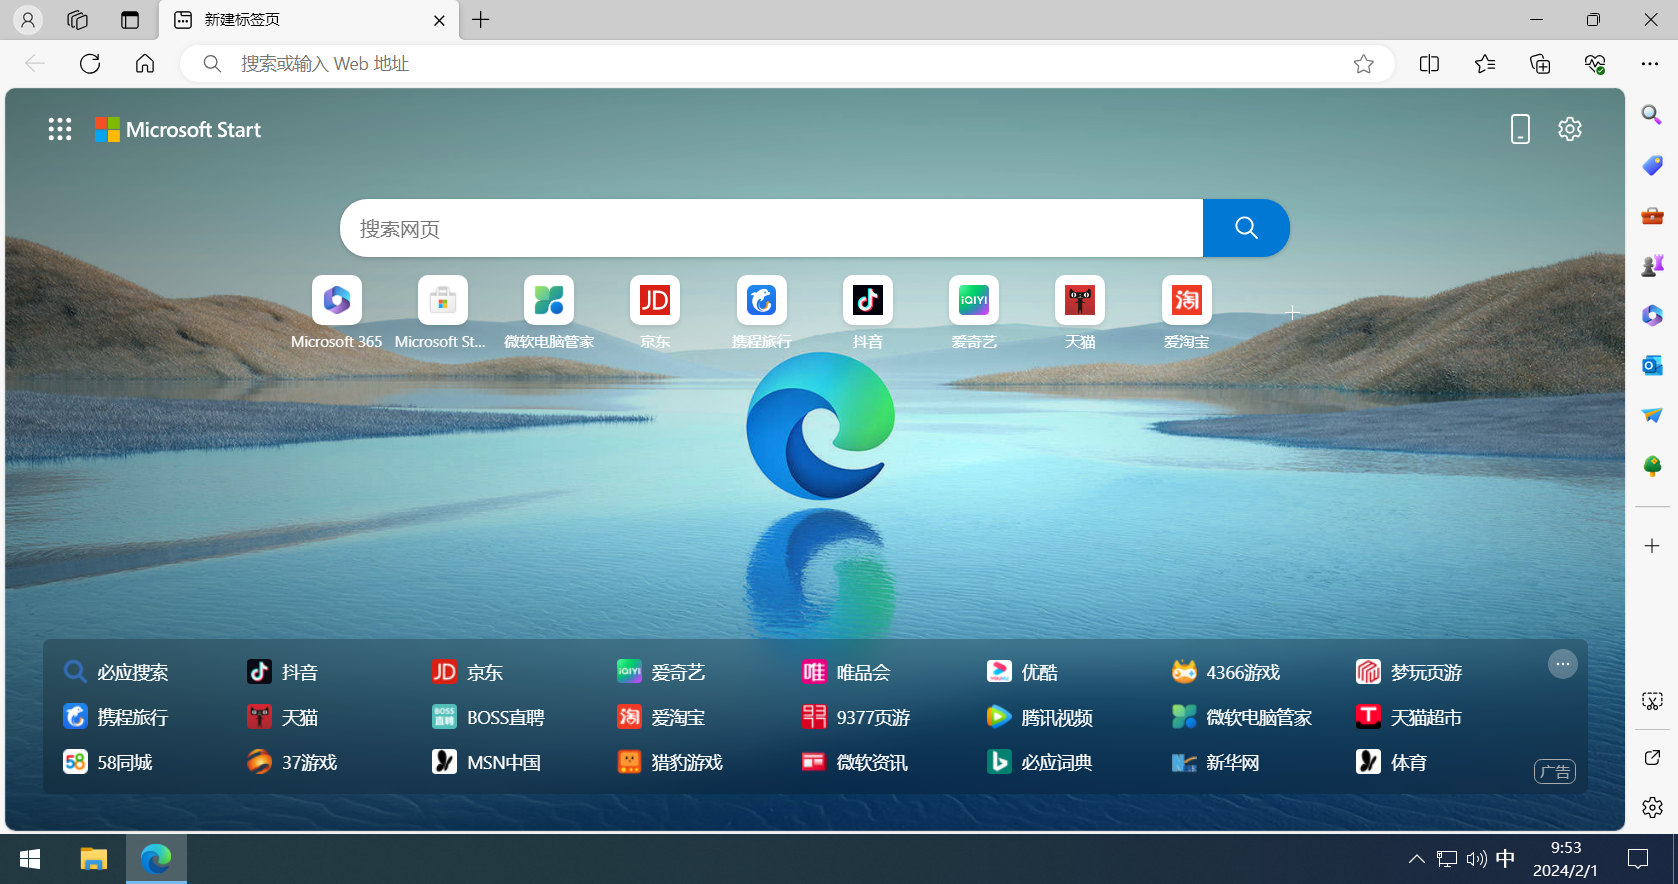 新建标签页
搜索或输入 Web 地址
Microsoft Start
搜索网页
Microsoft 365 Microsoft St... 微软电脑管家 京东 携程旅行 抖音 爱奇艺 天猫 爱淘宝
必应搜索 抖音 京东 爱奇艺 唯品会 优酷 4366游戏 梦玩页游
携程旅行 天猫 BOSS直聘 爱淘宝 9377页游 腾讯视频 微软电脑管家 天猫超市
58同城 37游戏 MSN中国 猎豹游戏 微软资讯 必应词典 新华网 体育
广告
中
9:53
2024/2/1